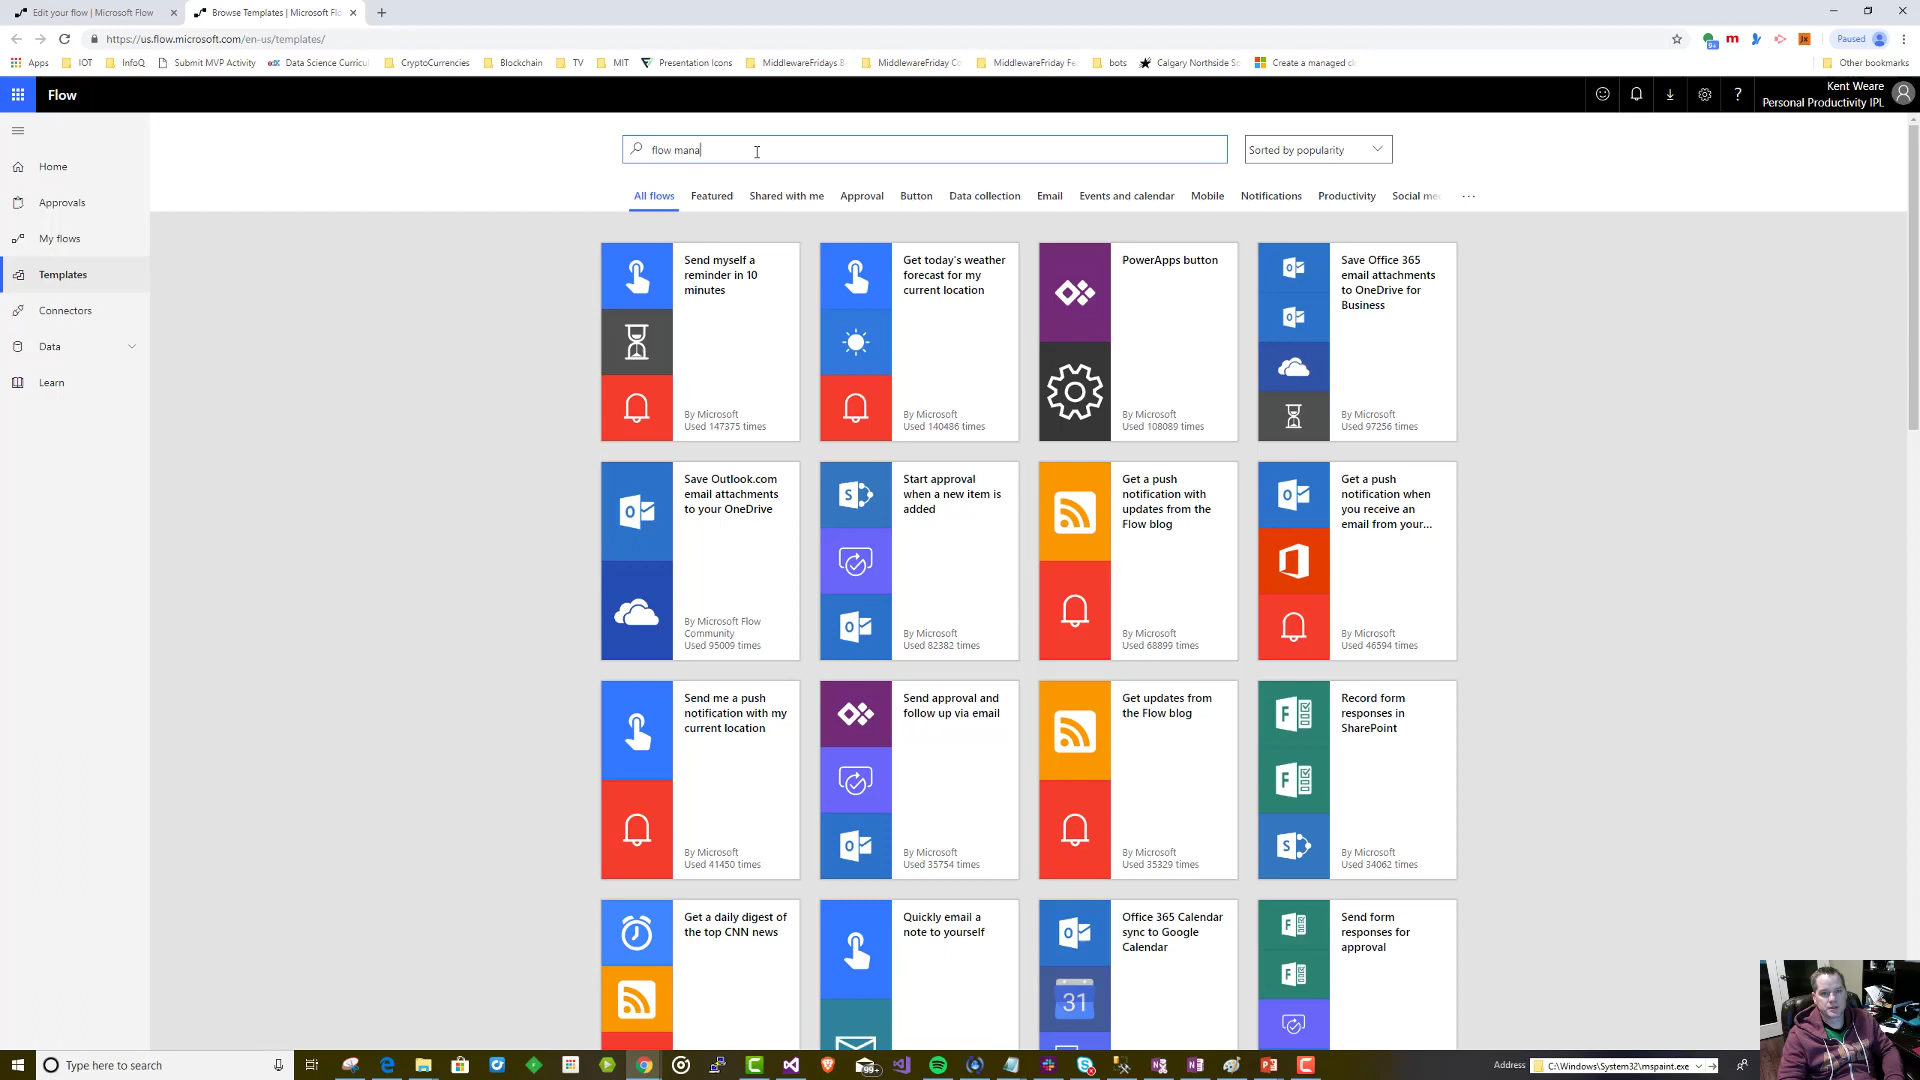 Edit your flow | Microsoft Flow
Browse Templates | Microsoft Flo
https://us.flow.microsoft.com/en-us/templates/
Paused
Apps
IOT
InfoQ
Submit MVP Activity
Data Science Curricul
CryptoCurrencies
Blockchain
TV
MIT
Presentation Icons
MiddlewareFridays B
MiddlewareFriday Co
MiddlewareFriday Fe
bots
Calgary Northside So
Create a managed cl
Other bookmarks
Flow
Kent Weare
Personal Productivity IPL
?
Home
Approvals
My flows
Templates
Connectors
Data
Learn
flow mana
Sorted by popularity
All flows
Featured
Shared with me
Approval
Button
Data collection
Email
Events and calendar
Mobile
Notifications
Productivity
Social me
...
Send myself a
reminder in 10
minutes
By Microsoft
Used 147375 times
Get today's weather
forecast for my
current location
By Microsoft
Used 140486 times
PowerApps button
By Microsoft
Used 108089 times
Save Office 365
email attachments
to OneDrive for
Business
By Microsoft
Used 97256 times
Save Outlook.com
email attachments
to your OneDrive
By Microsoft Flow
Community
Used 95009 times
Start approval
when a new item is
added
By Microsoft
Used 82382 times
Get a push
notification with
updates from the
Flow blog
By Microsoft
Used 68899 times
Get a push
notification when
you receive an
email from your...
By Microsoft
Used 46594 times
Send me a push
notification with my
current location
By Microsoft
Used 41450 times
Send approval and
follow up via email
By Microsoft
Used 35754 times
Get updates from
the Flow blog
By Microsoft
Used 35329 times
Record form
responses in
SharePoint
By Microsoft
Used 34062 times
Get a daily digest of
the top CNN news
Quickly email a
note to yourself
Office 365 Calendar
sync to Google
Calendar
31
Send form
responses for
approval
Type here to search
99+
Address
C:\Windows\System32\mspaint.exe